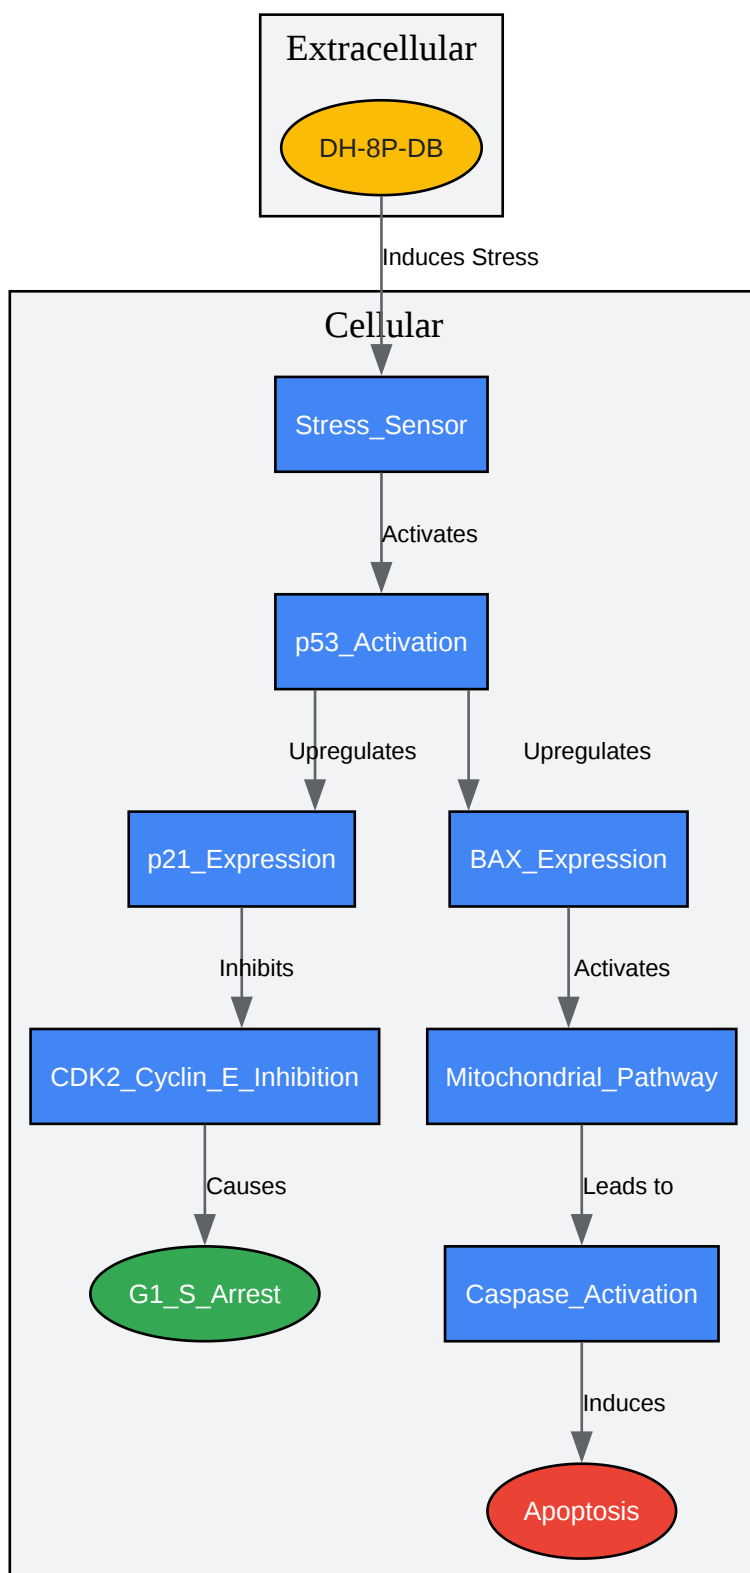 Extracellular
DH-8P-DB
Induces Stress
Cellular
Stress_Sensor
Activates
p53_Activation
Upregulates
Upregulates
p21_Expression
BAX_Expression
Inhibits
Activates
CDK2_Cyclin_E_Inhibition
Mitochondrial_Pathway
Causes
Leads to
G1_S_Arrest
Caspase_Activation
Induces
Apoptosis